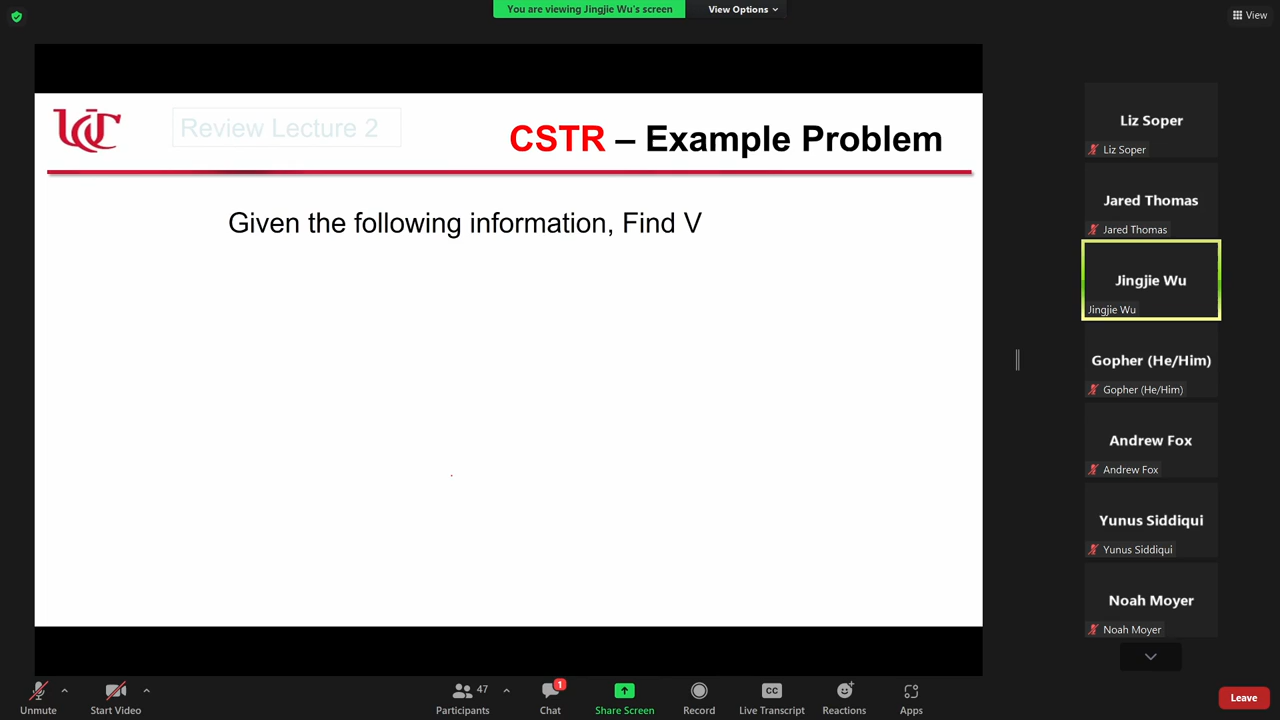 You are viewing Jingjie Wu's screen
View Options
View
UC
Review Lecture 2
CSTR – Example Problem
Given the following information, Find V
Liz Soper
Liz Soper
Jared Thomas
Jared Thomas
Jingjie Wu
Jingjie Wu
Gopher (He/Him)
Gopher (He/Him)
Andrew Fox
Andrew Fox
Yunus Siddiqui
Yunus Siddiqui
Noah Moyer
Noah Moyer
Unmute
Start Video
47
Participants
1
Chat
Share Screen
Record
CC
Live Transcript
Reactions
Apps
Leave